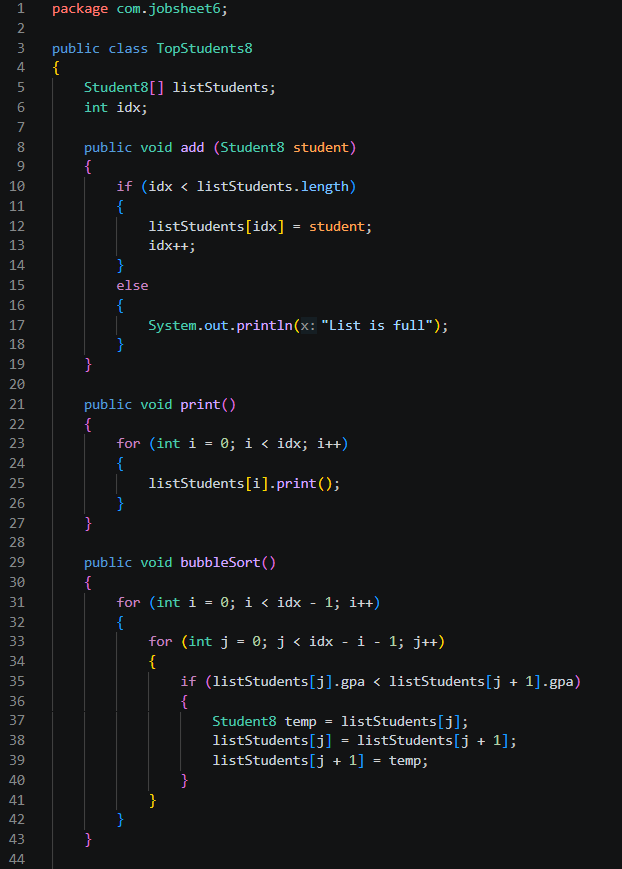 1 package com.jobsheet6;
2
3 public class TopStudents8
4 {
5     Student8[] listStudents;
6     int idx;
7
8     public void add (Student8 student)
9     {
10         if (idx < listStudents.length)
11         {
12             listStudents[idx] = student;
13             idx++;
14         }
15         else
16         {
17             System.out.println(x: "List is full");
18         }
19     }
20
21     public void print()
22     {
23         for (int i = 0; i < idx; i++)
24         {
25             listStudents[i].print();
26         }
27     }
28
29     public void bubbleSort()
30     {
31         for (int i = 0; i < idx - 1; i++)
32         {
33             for (int j = 0; j < idx - i - 1; j++)
34             {
35                 if (listStudents[j].gpa < listStudents[j + 1].gpa)
36                 {
37                     Student8 temp = listStudents[j];
38                     listStudents[j] = listStudents[j + 1];
39                     listStudents[j + 1] = temp;
40                 }
41             }
42         }
43     }
44